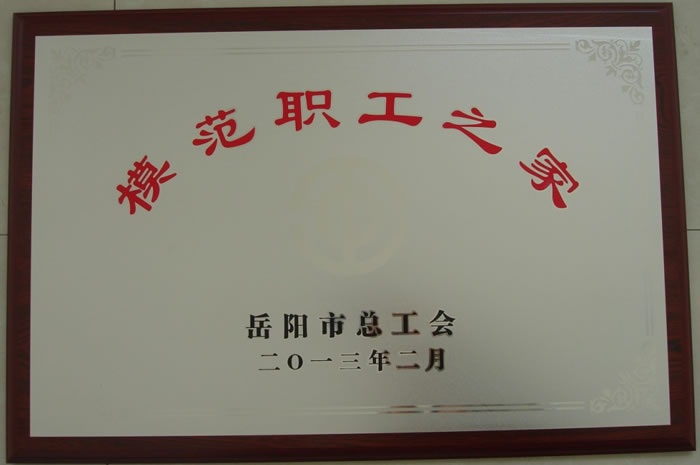 模范职工之家
岳阳市总工会
二〇一三年二月